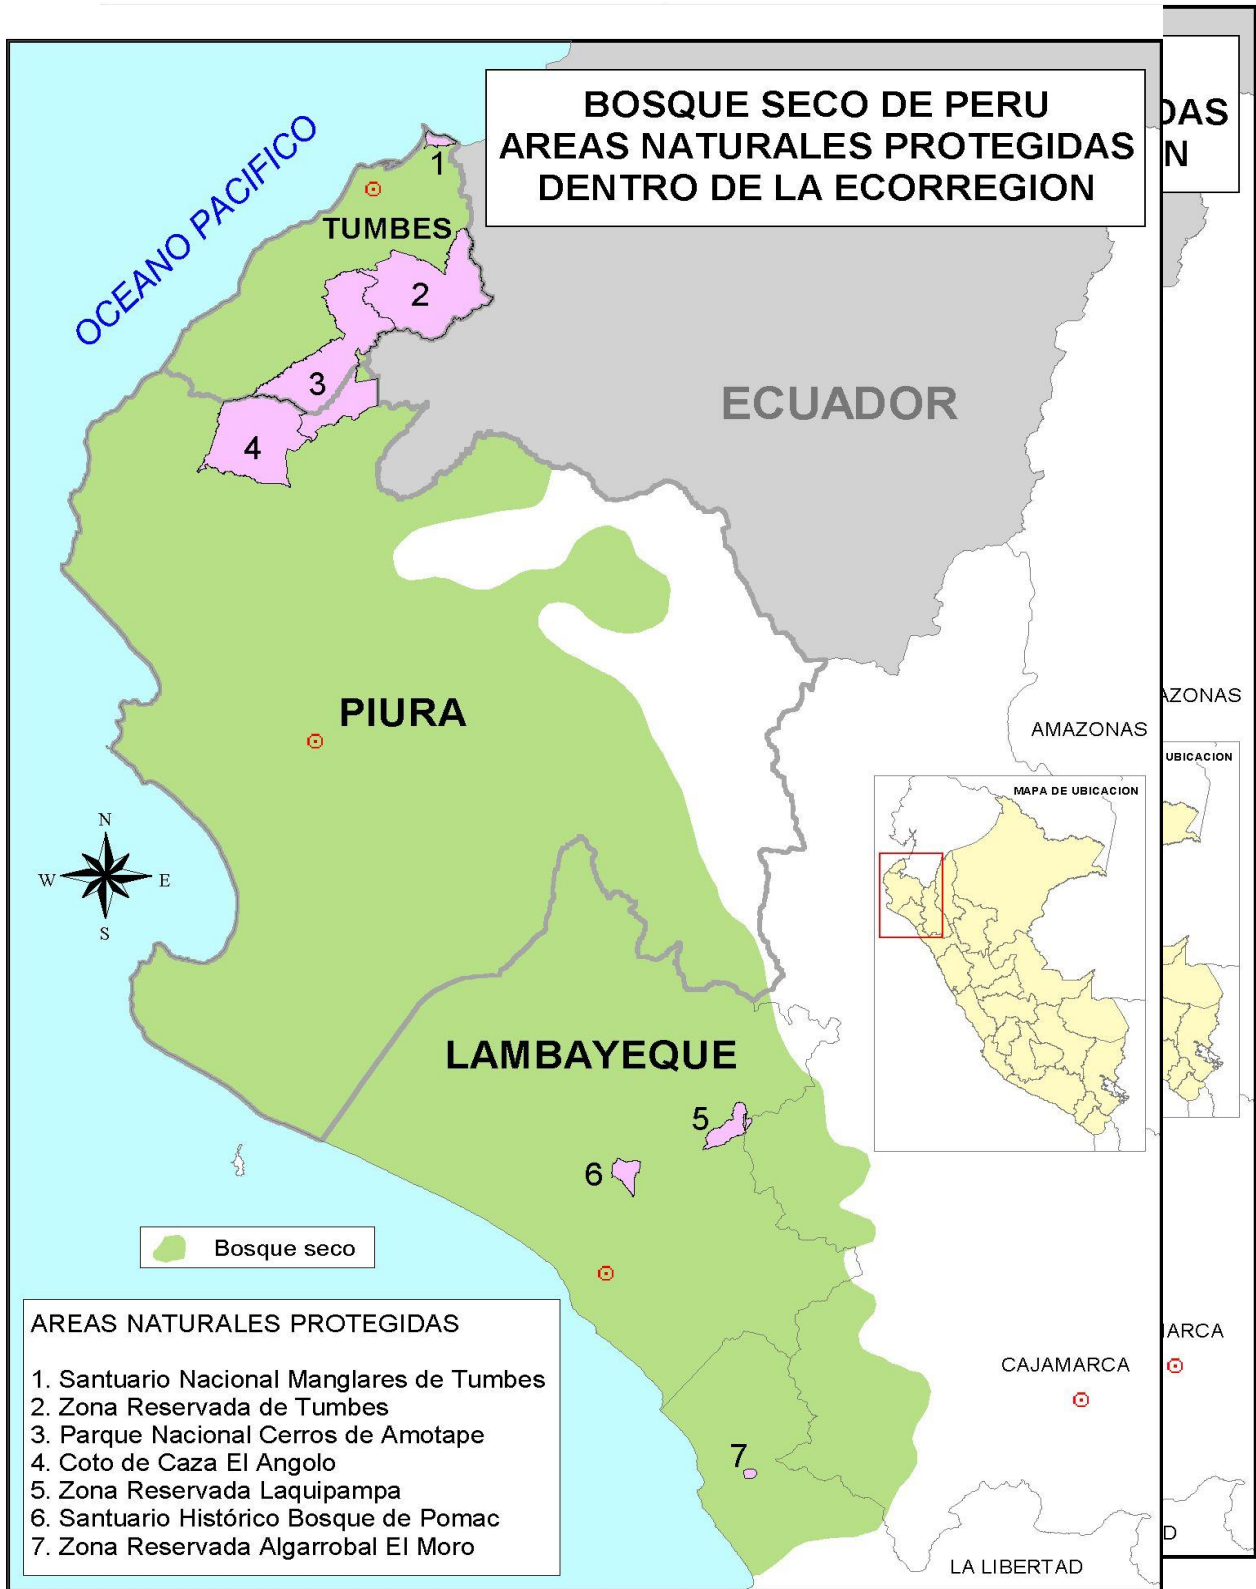 BOSQUE SECO DE PERU
AREAS NATURALES PROTEGIDAS
DENTRO DE LA ECORREGION
DAS
N
OCEANO PACIFICO
1
TUMBES
2
3
4
ECUADOR
PIURA
AZONAS
AMAZONAS
UBICACION
MAPA DE UBICACION
N
W
E
S
LAMBAYEQUE
5
6
Bosque seco
AREAS NATURALES PROTEGIDAS
1. Santuario Nacional Manglares de Tumbes
2. Zona Reservada de Tumbes
3. Parque Nacional Cerros de Amotape
4. Coto de Caza El Angolo
5. Zona Reservada Laquipampa
6. Santuario Histórico Bosque de Pomac
7. Zona Reservada Algarrobal El Moro
7
ARCA
CAJAMARCA
D
LA LIBERTAD